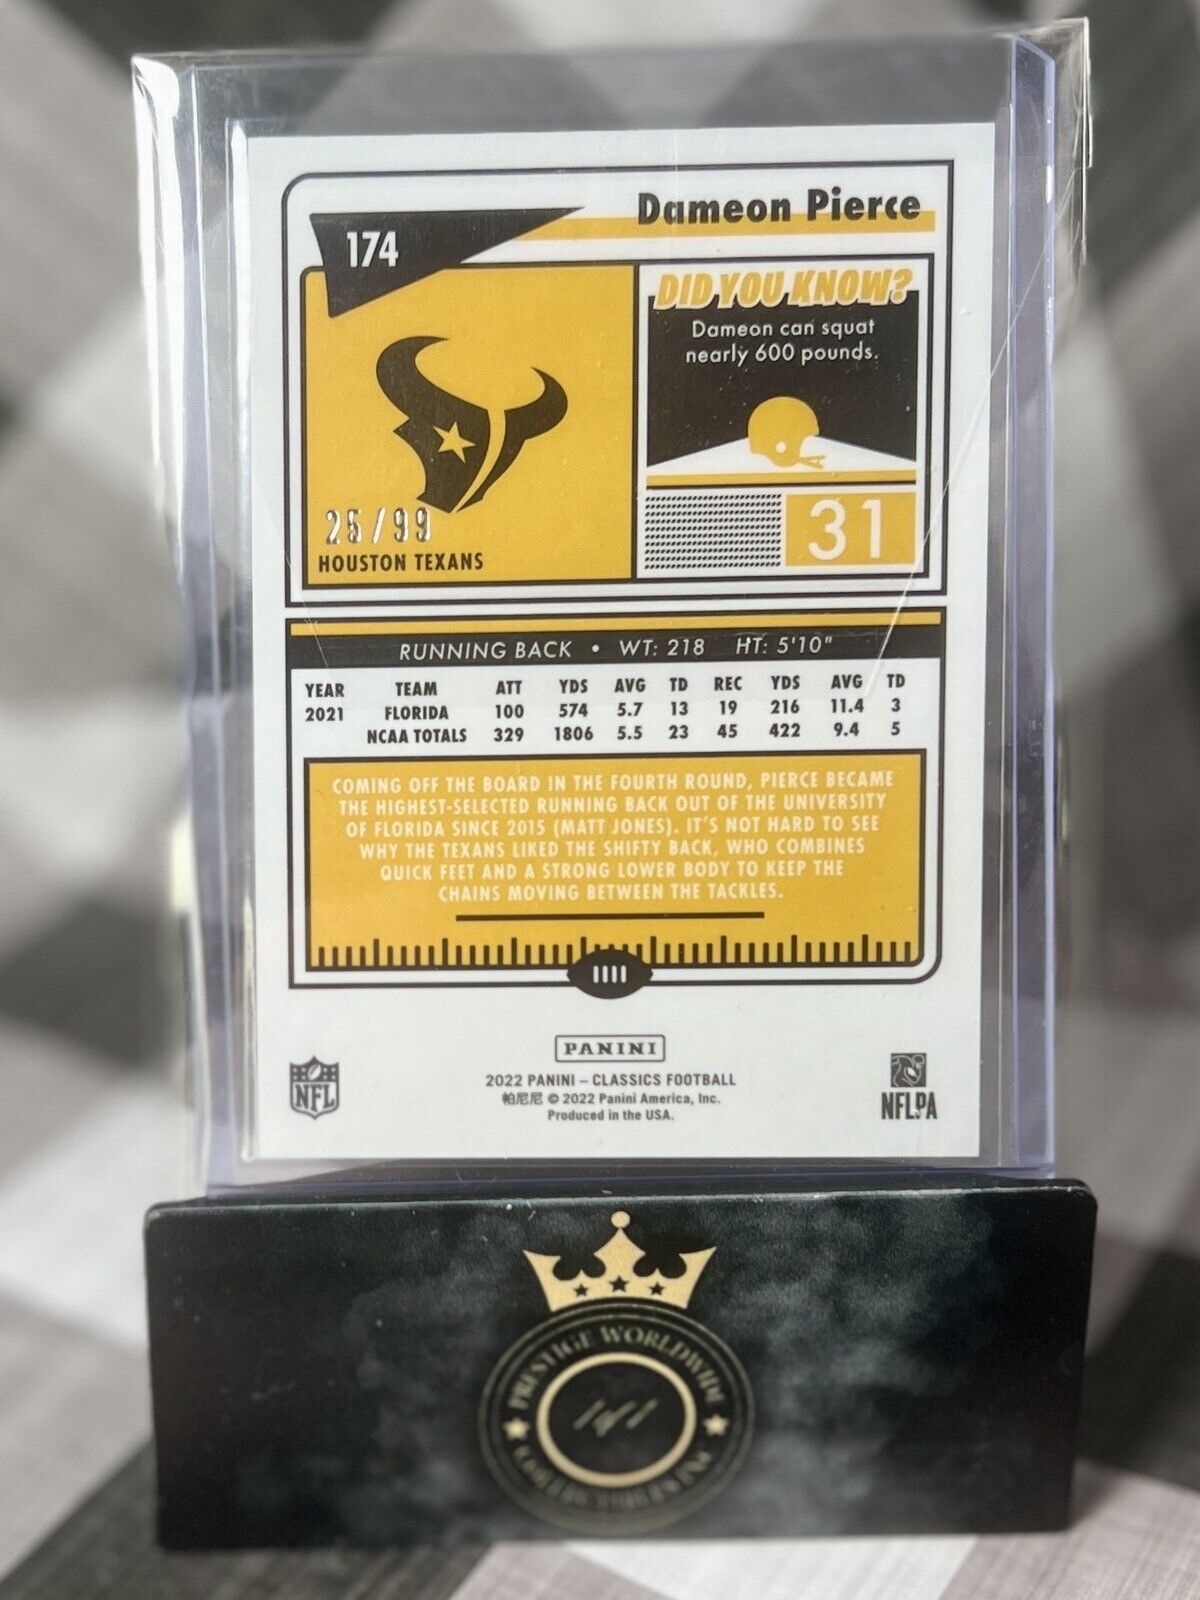 Dameon Pierce
174
DID YOU KNOW?
Dameon can squat
nearly 600 pounds.
25/99
HOUSTON TEXANS
31
RUNNING BACK • WT: 218 HT: 5'10"
YEAR TEAM ATT YDS AVG TD REC YDS AVG TD
2021 FLORIDA 100 574 5.7 13 19 216 11.4 3
NCAA TOTALS 329 1806 5.5 23 45 422 9.4 5
COMING OFF THE BOARD IN THE FOURTH ROUND, PIERCE BECAME
THE HIGHEST-SELECTED RUNNING BACK OUT OF THE UNIVERSITY
OF FLORIDA SINCE 2015 (MATT JONES). IT'S NOT HARD TO SEE
WHY THE TEXANS LIKED THE SHIFTY BACK, WHO COMBINES
QUICK FEET AND A STRONG LOWER BODY TO KEEP THE
CHAINS MOVING BETWEEN THE TACKLES.
PANINI
NFL
2022 PANINI – CLASSICS FOOTBALL
帕尼尼 © 2022 Panini America, Inc.
Produced in the USA.
NFLPA
PRESTIGE WORLDWIDE
1of1